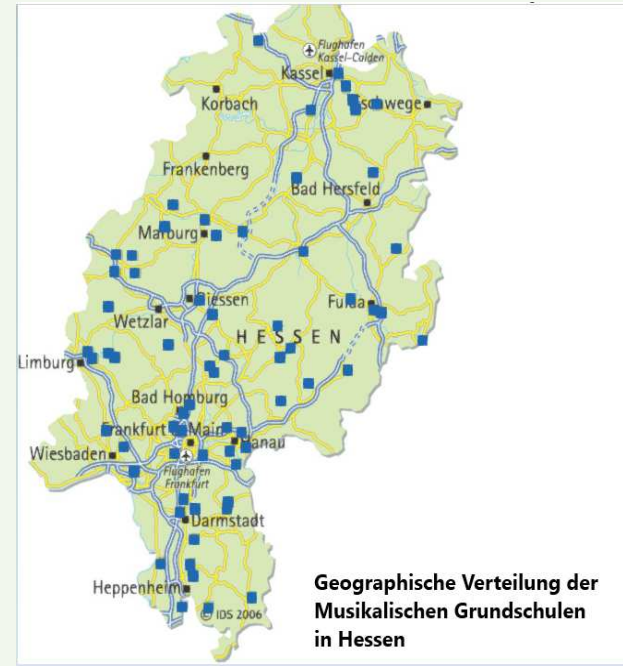 Flughafen
Kassel-Calden
Kassel
Korbach
schwege
Frankenberg
Bad Hersfeld
Marburg
Giessen
Fulda
Wetzlar
HESSEN
Limburg
Bad Homburg
Frankfurt Main
Hanau
Wiesbaden
Flughafen
Frankfurt
Darmstadt
Heppenheim
© IDS 2006
Geographische Verteilung der
Musikalischen Grundschulen
in Hessen